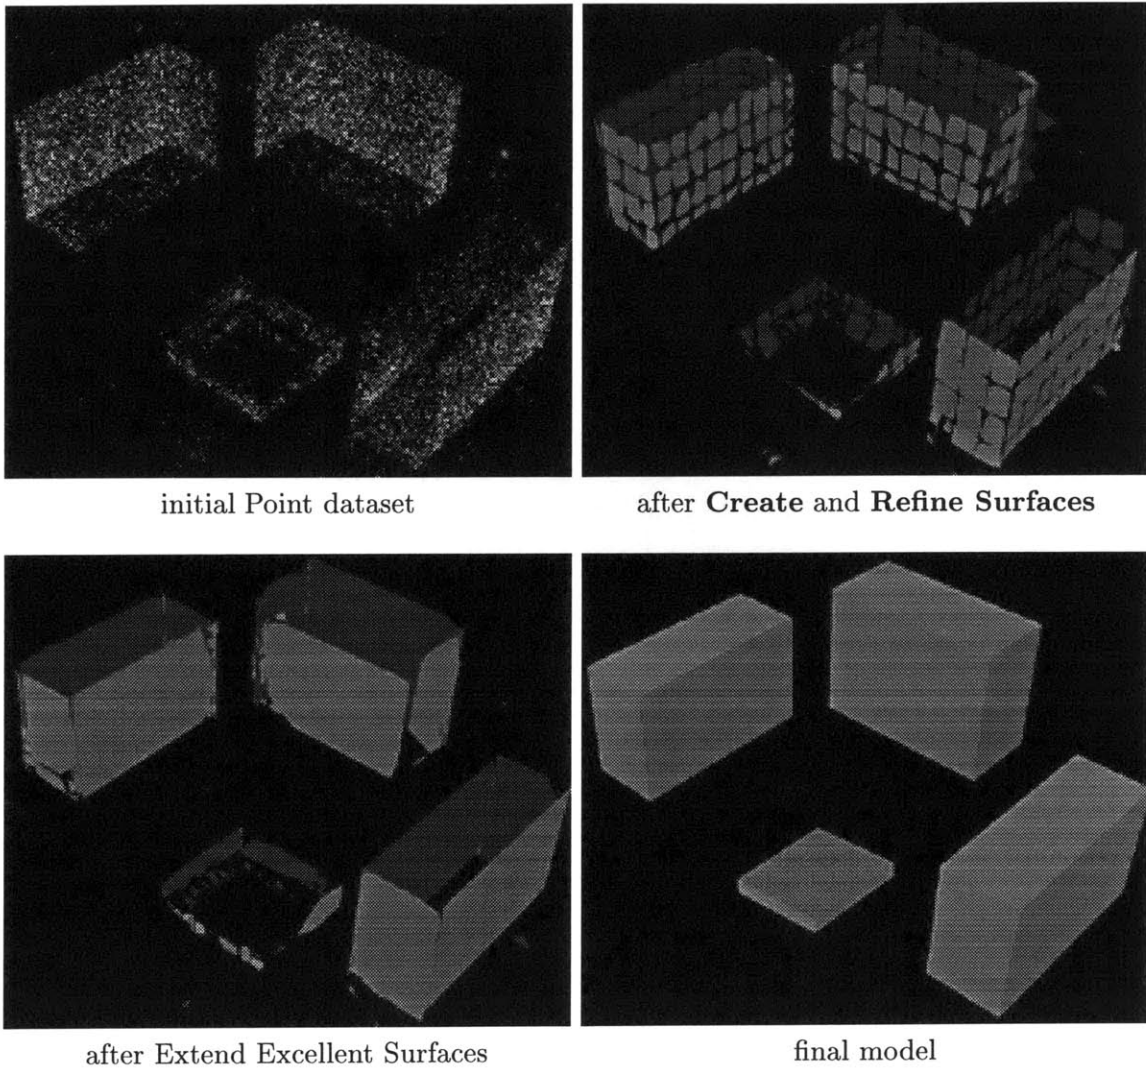 initial Point dataset
after Create and Refine Surfaces
after Extend Excellent Surfaces
final model